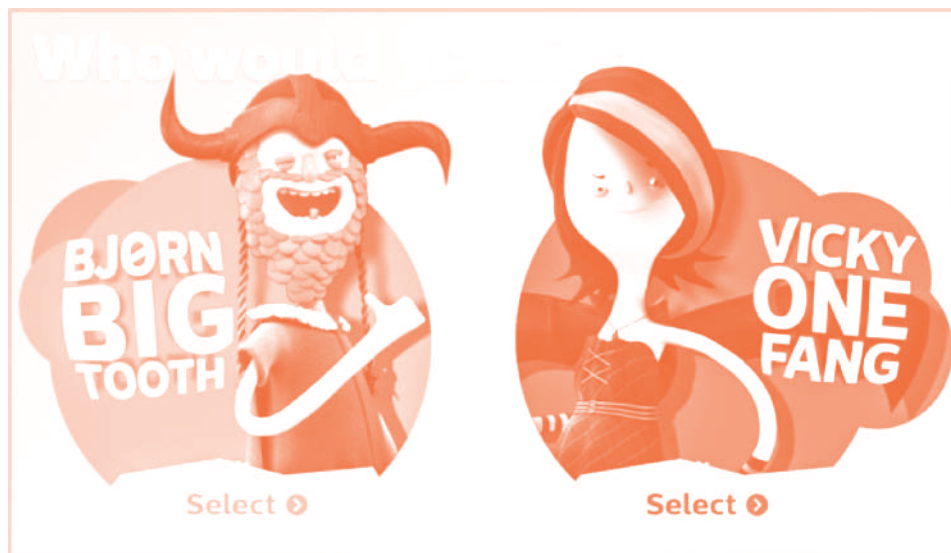 Who would
BJØRN
BIG
TOOTH
VICKY
ONE
FANG
Select
Select